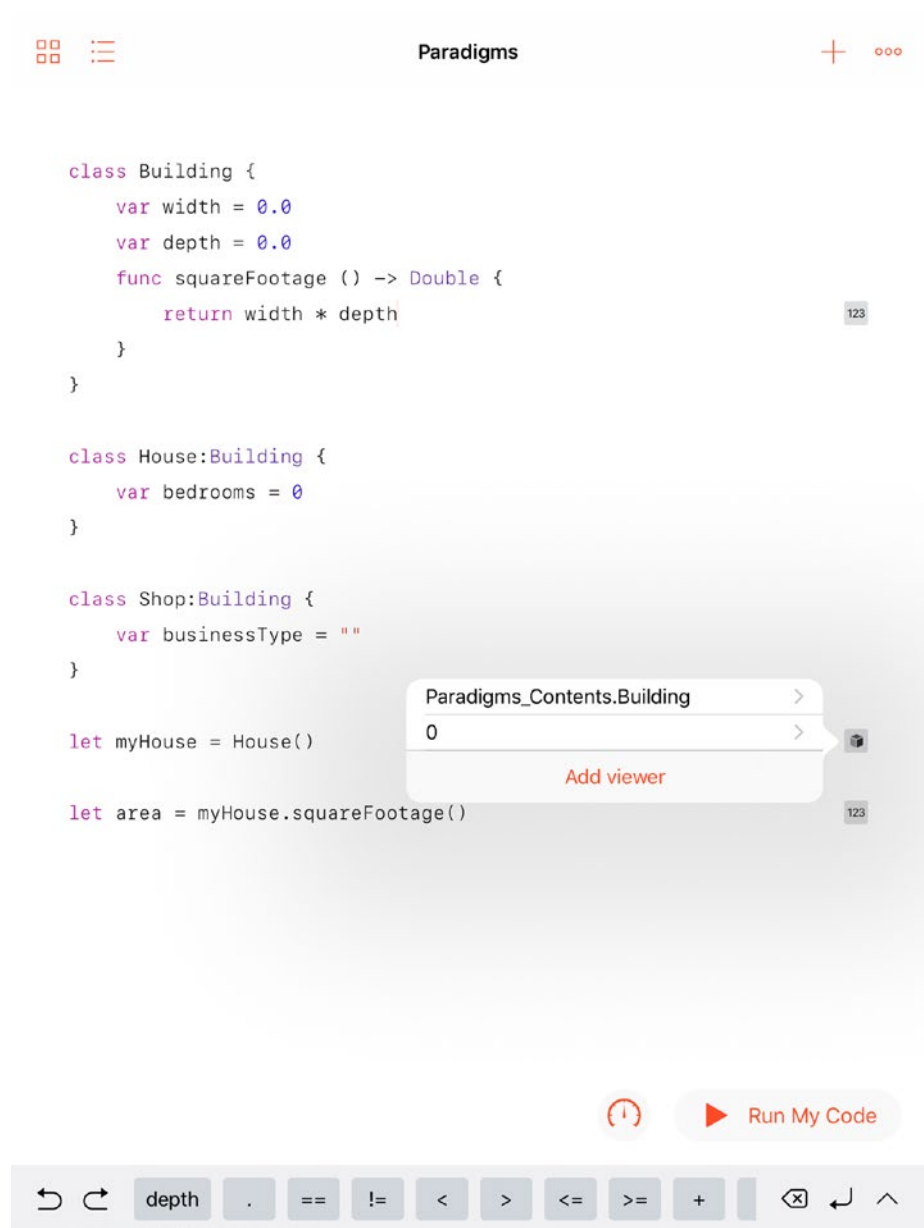 Paradigms
class Building {
var width = 0.0
var depth = 0.0
func squareFootage () -> Double {
return width * depth
123
}
}
class House:Building {
var bedrooms = 0
}
class Shop:Building {
var businessType = ""
}
Paradigms_Contents.Building
0
let myHouse = House()
Add viewer
let area = myHouse.squareFootage()
123
Run My Code
depth . == != < > <= >= +